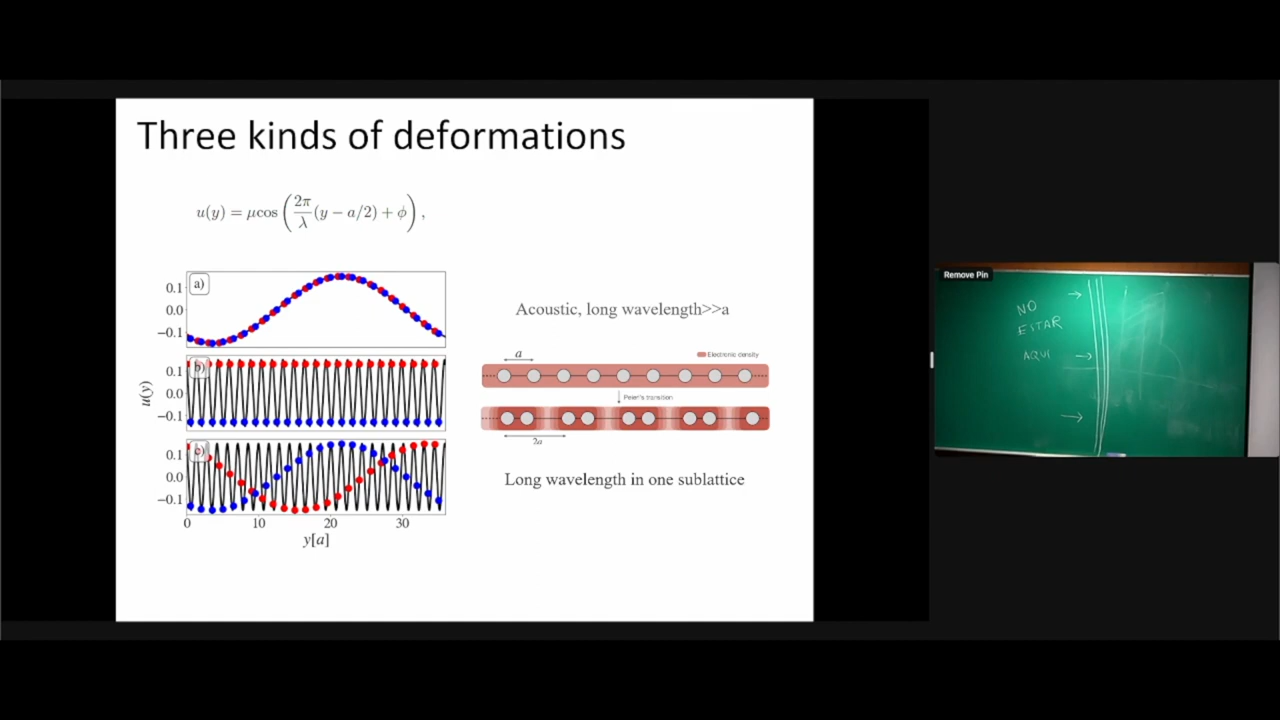 Three kinds of deformations
u(y) = μcos(2π/λ (y − a/2) + ϕ),
a)
0.1
0.0
−0.1
b)
0.1
0.0
−0.1
0.1
0.0
−0.1
u(y)
0 10 20 30
y[a]
Acoustic, long wavelength>>a
a
Electronic density
Peierl's transition
2a
Long wavelength in one sublattice
Remove Pin
NO
ESTAR
AQUI